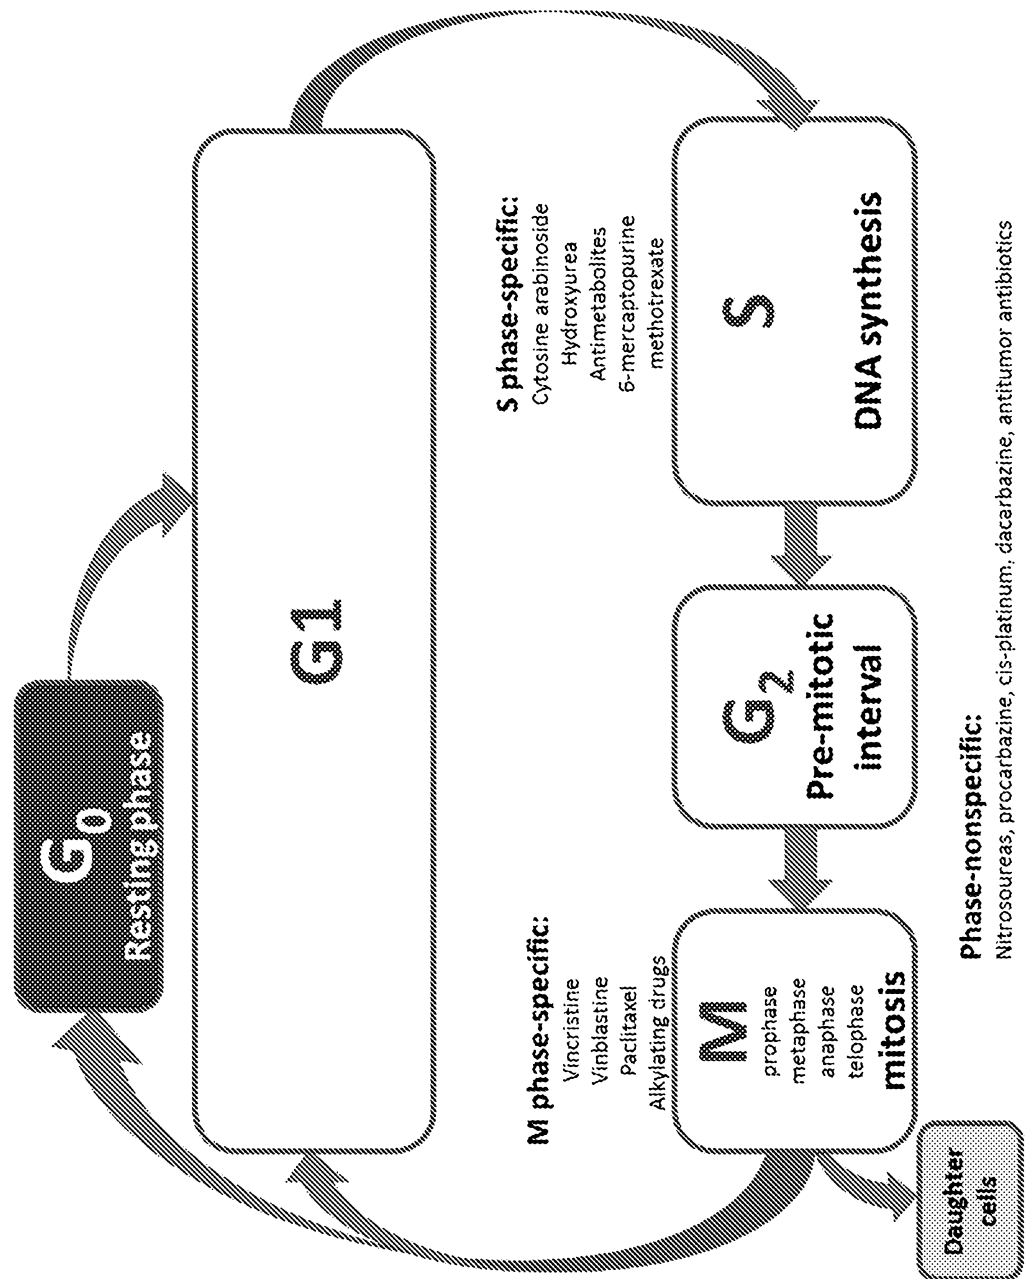 G0
Resting phase
G1
S phase-specific:
Cytosine arabinoside
Hydroxyurea
Antimetabolites
6-mercaptopurine
methotrexate
M phase-specific:
Vincristine
Vinblastine
Paclitaxel
Alkylating drugs
M
prophase
metaphase
anaphase
telophase
mitosis
G2
Pre-mitotic
interval
S
DNA synthesis
Daughter
cells
Phase-nonspecific:
Nitrosoureas, procarbazine, cis-platinum, dacarbazine, antitumor antibiotics